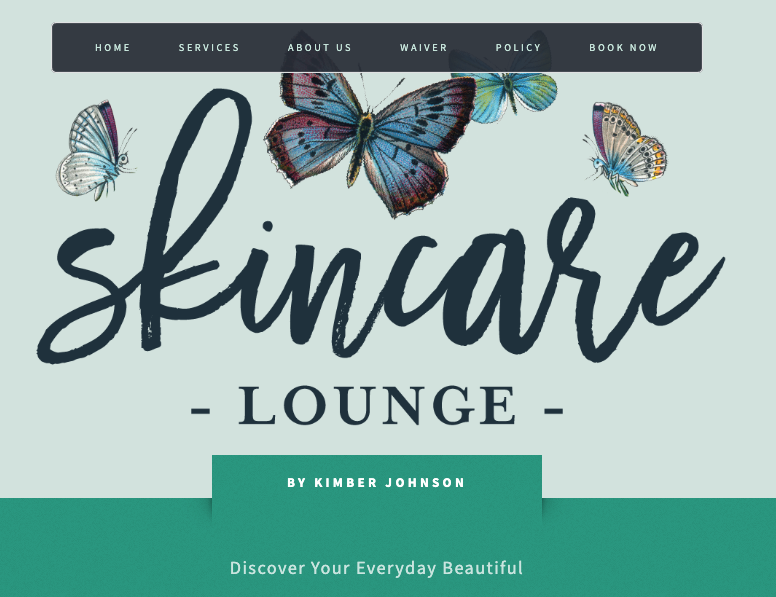 HOME SERVICES ABOUT US WAIVER POLICY BOOK NOW
skincare
- LOUNGE -
BY KIMBER JOHNSON
Discover Your Everyday Beautiful